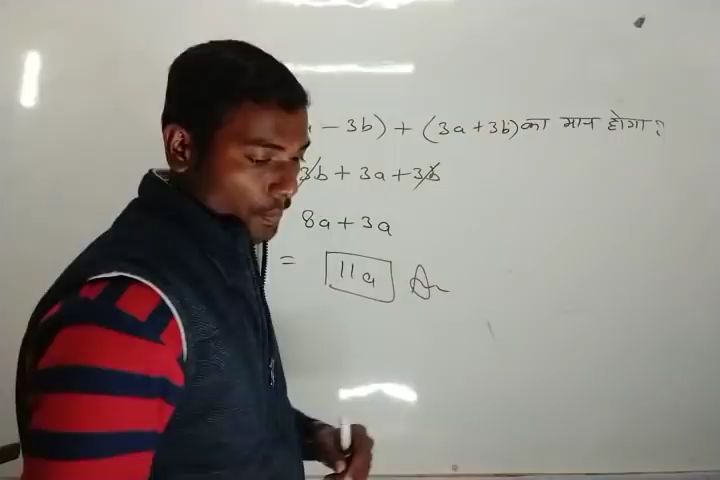 - 3b) + (3a + 3b) का मान होगा ?
3b + 3a + 3b
8a + 3a
= 11a